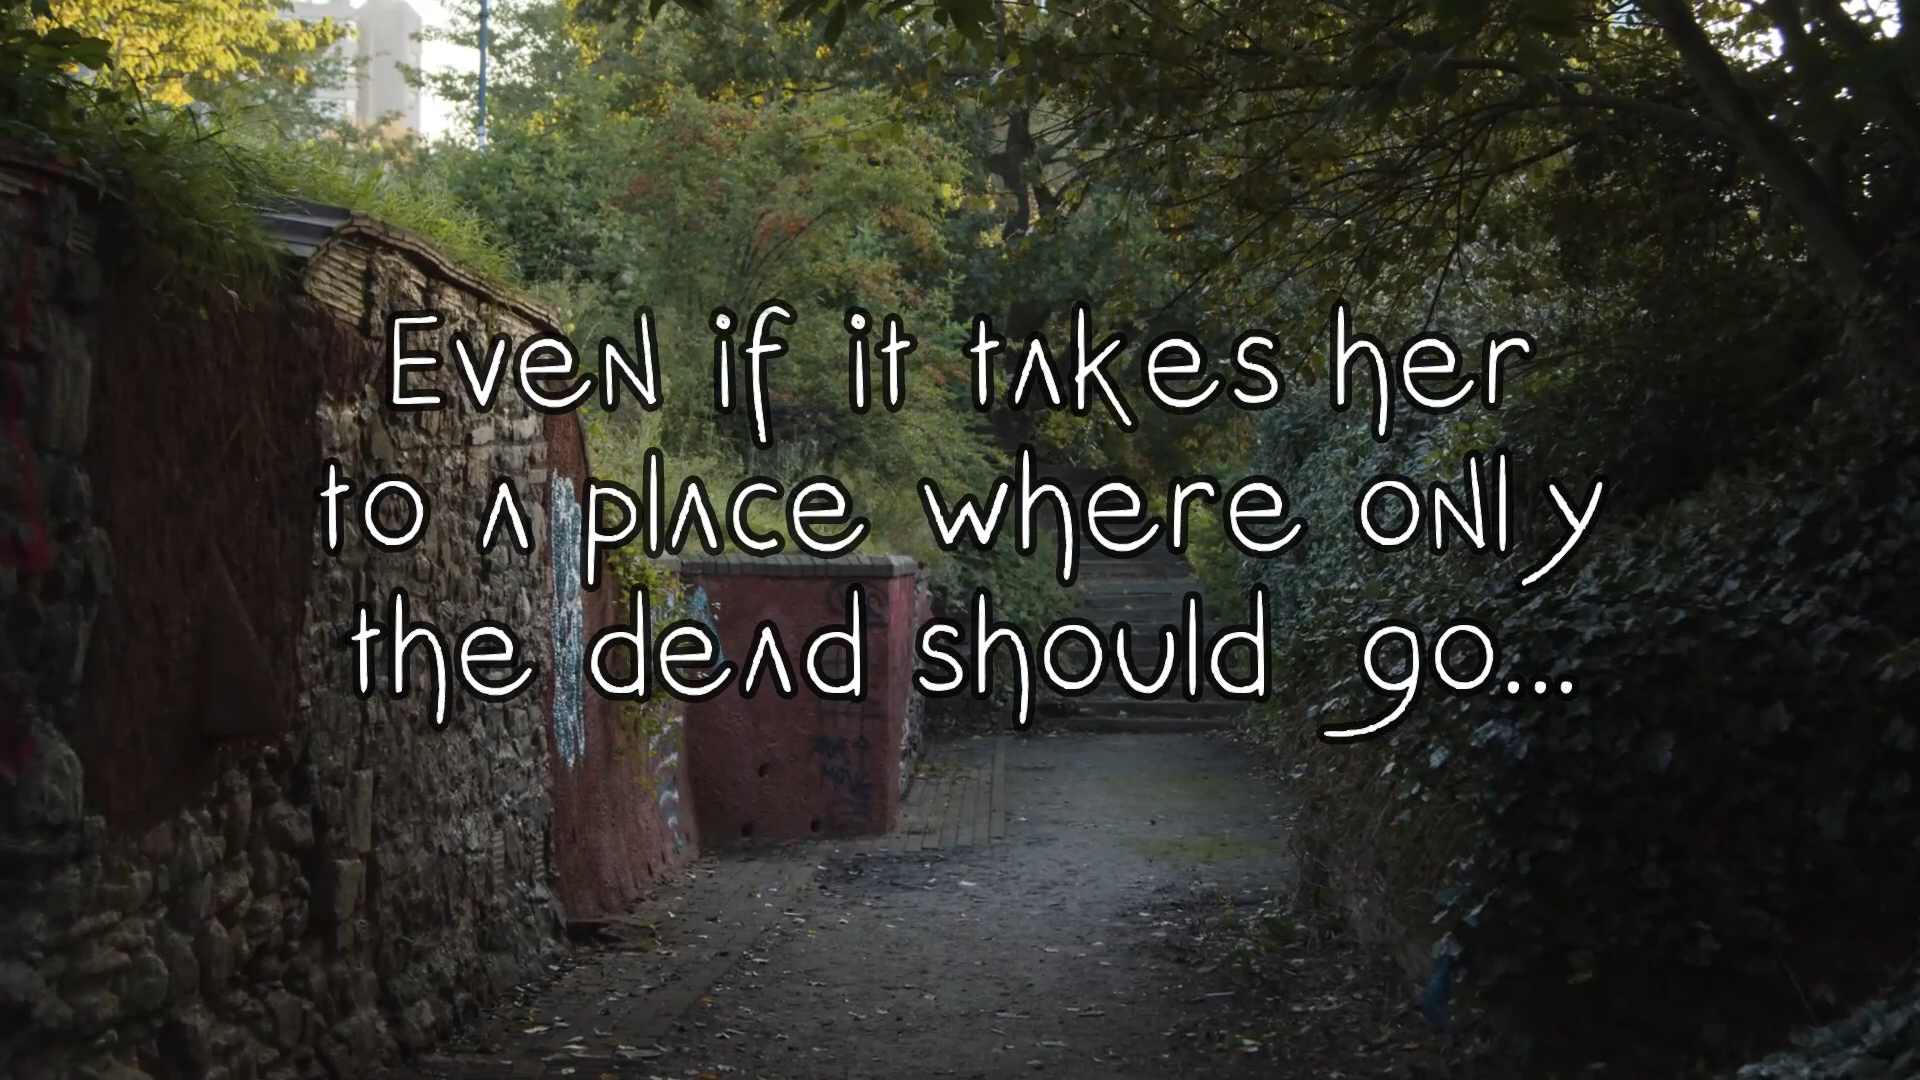 Even if it takes her
to a place where only
the dead should go...